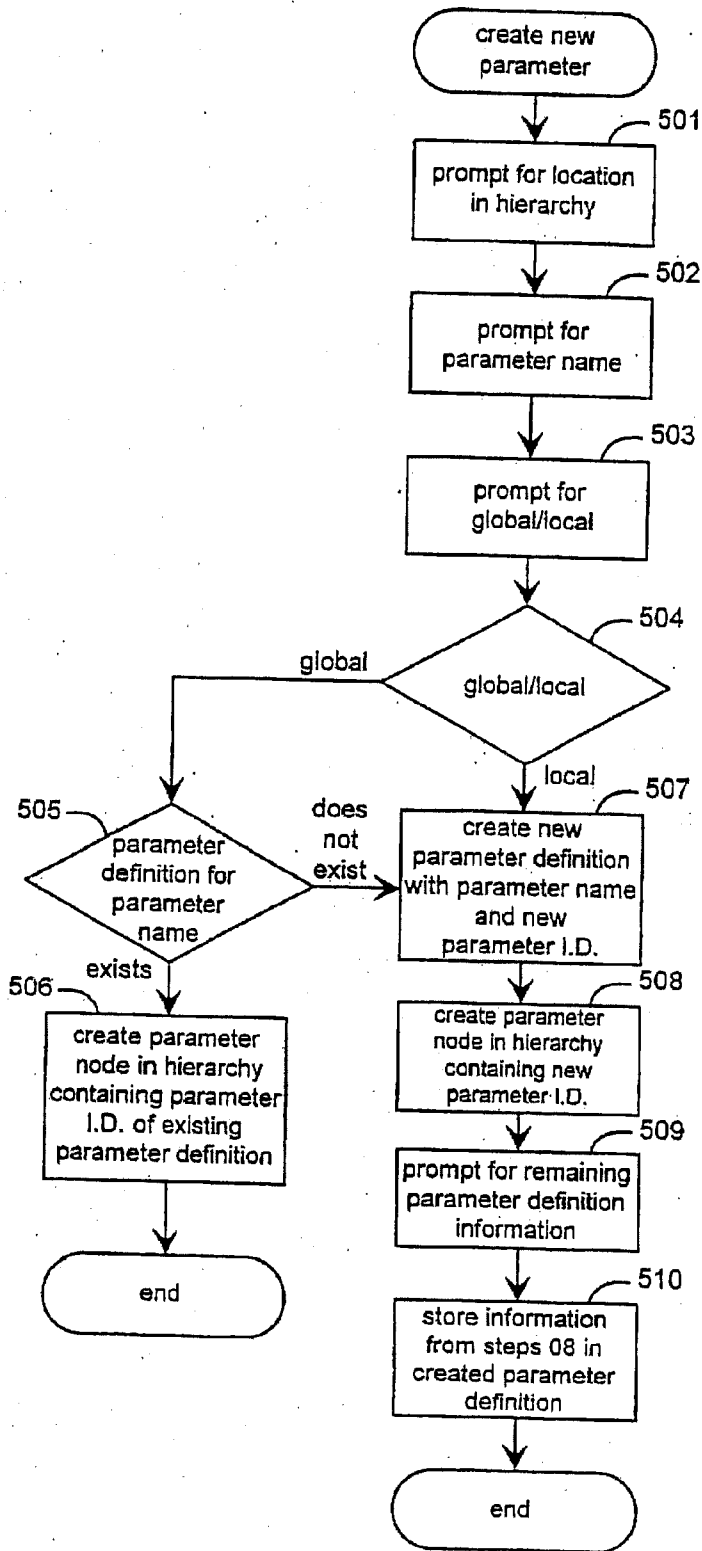 create new
parameter
501
prompt for location
in hierarchy
502
prompt for
parameter name
503
prompt for
global/local
504
global
global/local
local
505
parameter
definition for
parameter
name
does
not
exist
507
create new
parameter definition
with parameter name
and new
parameter I.D.
exists
506
create parameter
node in hierarchy
containing parameter
I.D. of existing
parameter definition
508
create parameter
node in hierarchy
containing new
parameter I.D.
509
prompt for remaining
parameter definition
information
end
510
store information
from steps 08 in
created parameter
definition
end